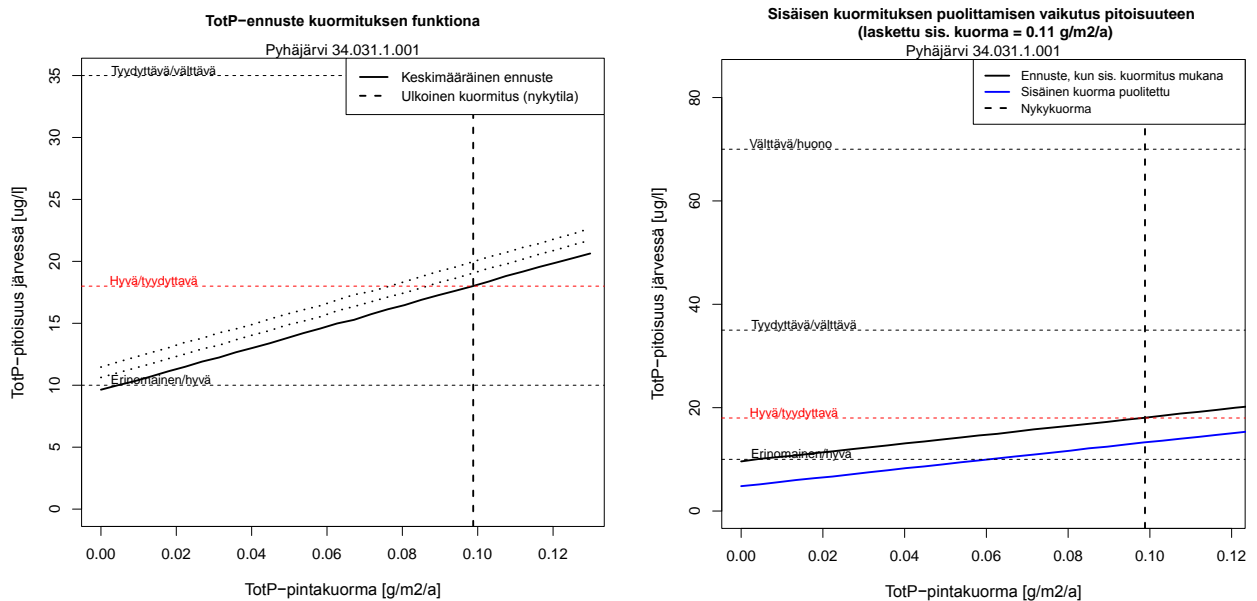 TotP−ennuste kuormituksen funktiona
Pyhäjärvi 34.031.1.001
Tyydyttävä/välttävä
Keskimääräinen ennuste
Ulkoinen kuormitus (nykytila)
Hyvä/tyydyttävä
Erinomainen/hyvä
TotP−pitoisuus järvessä [ug/l]
0
5
10
15
20
25
30
35
0.00
0.02
0.04
0.06
0.08
0.10
0.12
TotP−pintakuorma [g/m2/a]
Sisäisen kuormituksen puolittamisen vaikutus pitoisuuteen
(laskettu sis. kuorma = 0.11 g/m2/a)
Pyhäjärvi 34.031.1.001
Ennuste, kun sis. kuormitus mukana
Sisäinen kuorma puolitettu
Nykykuorma
Välttävä/huono
Tyydyttävä/välttävä
Hyvä/tyydyttävä
Erinomainen/hyvä
TotP−pitoisuus järvessä [ug/l]
0
20
40
60
80
0.00
0.02
0.04
0.06
0.08
0.10
0.12
TotP−pintakuorma [g/m2/a]